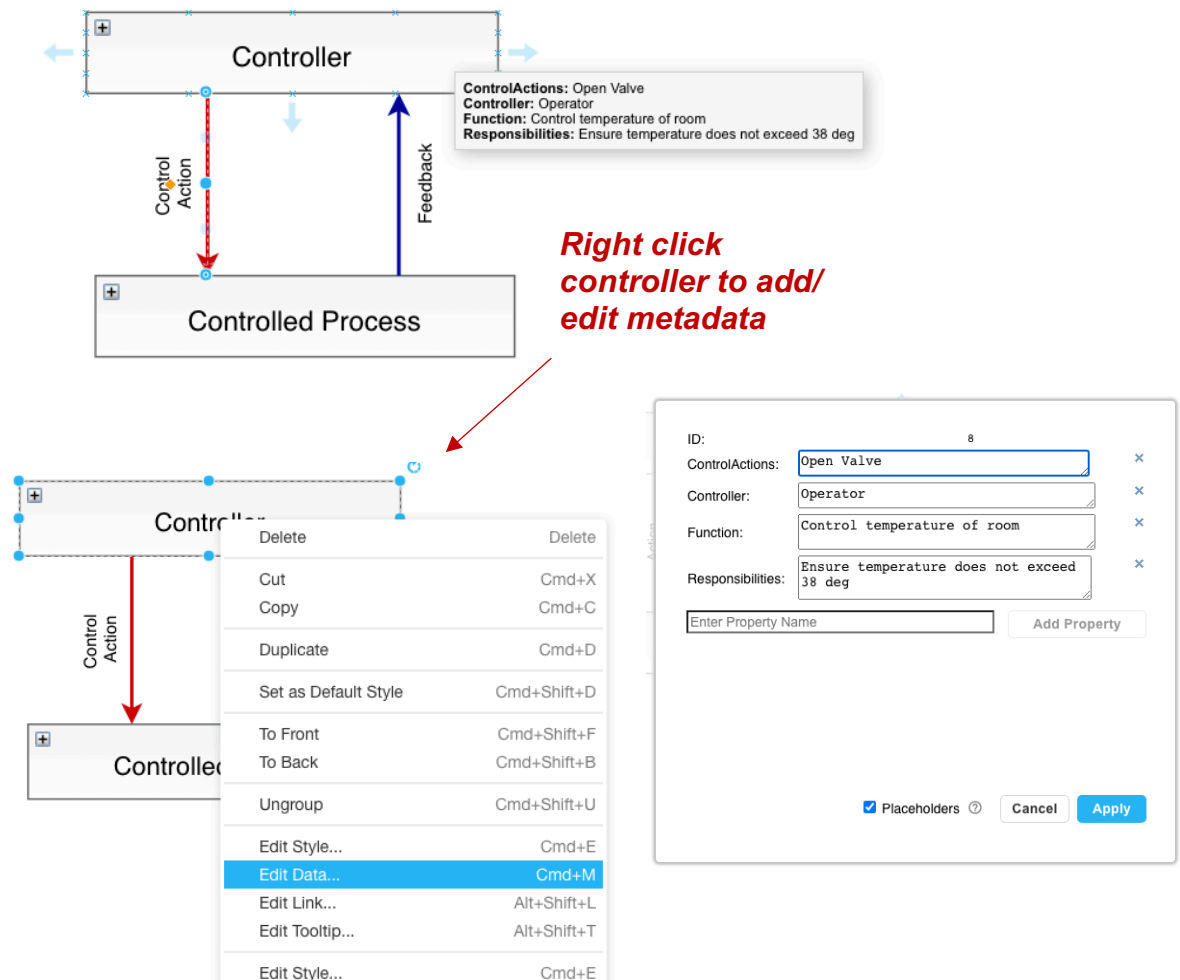 Controller
ControlActions: Open Valve
Controller: Operator
Function: Control temperature of room
Responsibilities: Ensure temperature does not exceed 38 deg
Control
Action
Feedback
Controlled Process
Right click
controller to add/
edit metadata
Controller
Control
Action
Controlled
Delete Delete
Cut Cmd+X
Copy Cmd+C
Duplicate Cmd+D
Set as Default Style Cmd+Shift+D
To Front Cmd+Shift+F
To Back Cmd+Shift+B
Ungroup Cmd+Shift+U
Edit Style... Cmd+E
Edit Data... Cmd+M
Edit Link... Alt+Shift+L
Edit Tooltip... Alt+Shift+T
Edit Style... Cmd+E
Action
ID: 8
ControlActions: Open Valve
Controller: Operator
Function: Control temperature of room
Responsibilities: Ensure temperature does not exceed
38 deg
Enter Property Name Add Property
Placeholders Cancel Apply